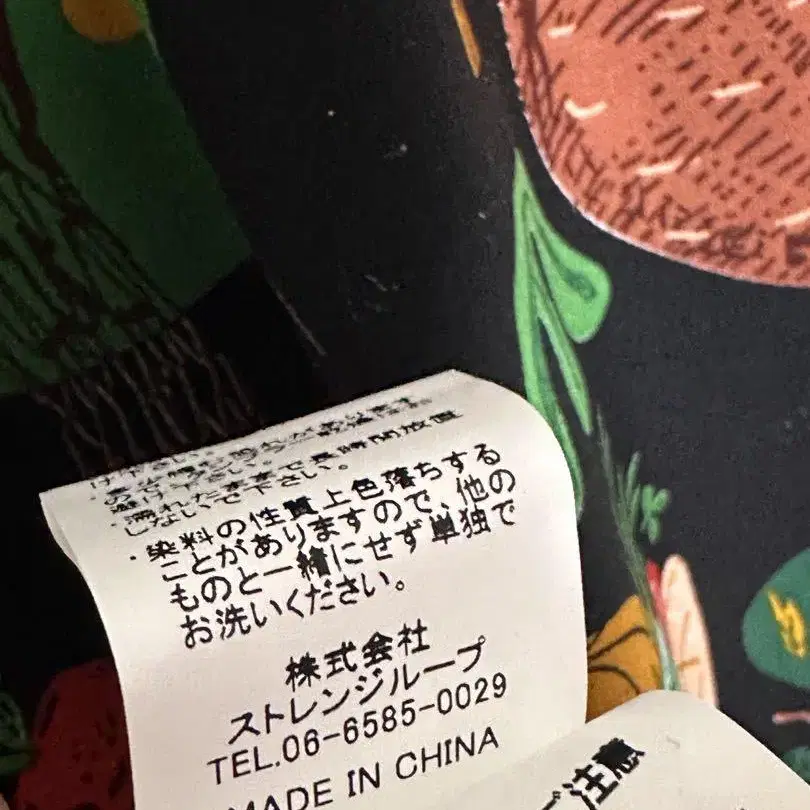 ・濡れたままで長時間放置
しないで下さい。
・染料の性質上色落ちする
ことがありますので、他の
ものと一緒にせず単独で
お洗いください。
株式会社
ストレンジループ
TEL.06-6585-0029
MADE IN CHINA
ご注意